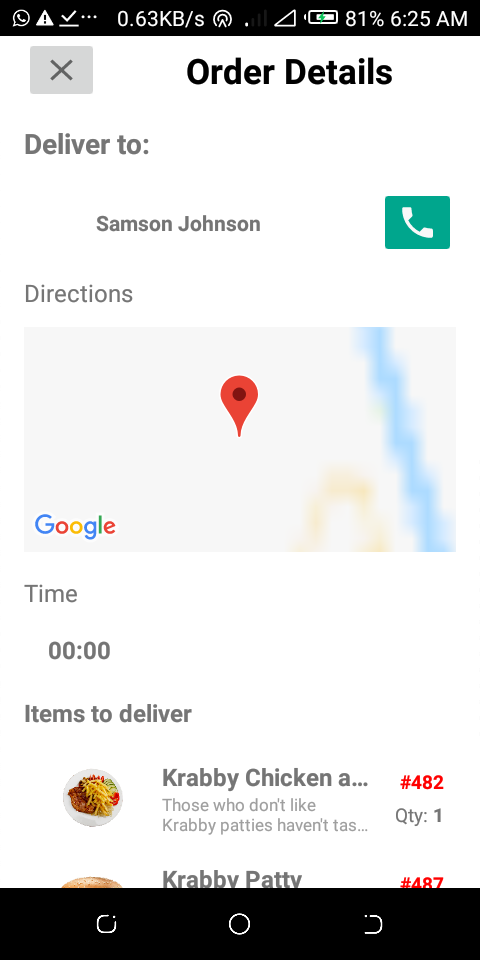 0.63KB/s 81% 6:25 AM
Order Details
Deliver to:
Samson Johnson
Directions
Google
Time
00:00
Items to deliver
Krabby Chicken a...
#482
Those who don't like
Krabby patties haven't tas...
Qty: 1
Krabby Patty
#487